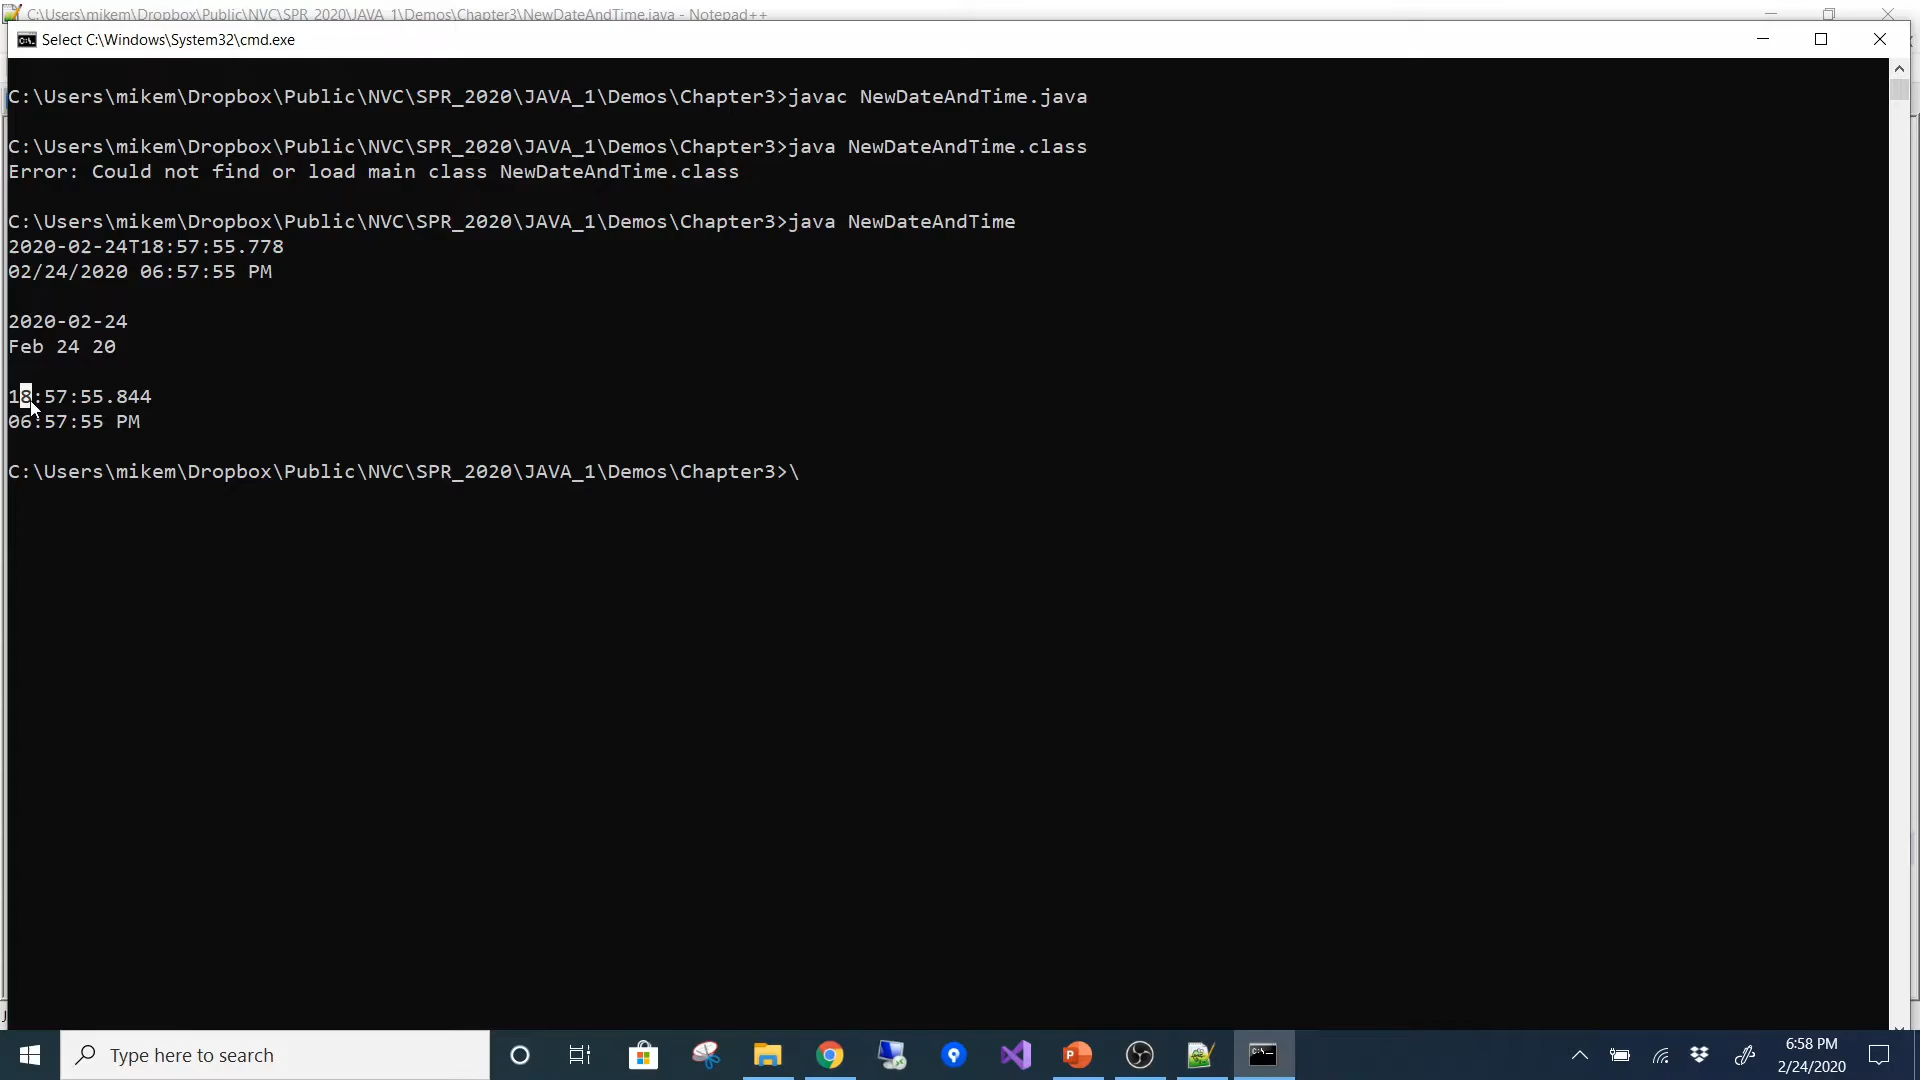 C:\Users\mikem\Dropbox\Public\NVC\SPR_2020\JAVA_1\Demos\Chapter3\NewDateAndTime.java - Notepad++
Select C:\Windows\System32\cmd.exe
C:\Users\mikem\Dropbox\Public\NVC\SPR_2020\JAVA_1\Demos\Chapter3>javac NewDateAndTime.java
C:\Users\mikem\Dropbox\Public\NVC\SPR_2020\JAVA_1\Demos\Chapter3>java NewDateAndTime.class
Error: Could not find or load main class NewDateAndTime.class
C:\Users\mikem\Dropbox\Public\NVC\SPR_2020\JAVA_1\Demos\Chapter3>java NewDateAndTime
2020-02-24T18:57:55.778
02/24/2020 06:57:55 PM
2020-02-24
Feb 24 20
18:57:55.844
06:57:55 PM
C:\Users\mikem\Dropbox\Public\NVC\SPR_2020\JAVA_1\Demos\Chapter3>\
Type here to search
6:58 PM
2/24/2020